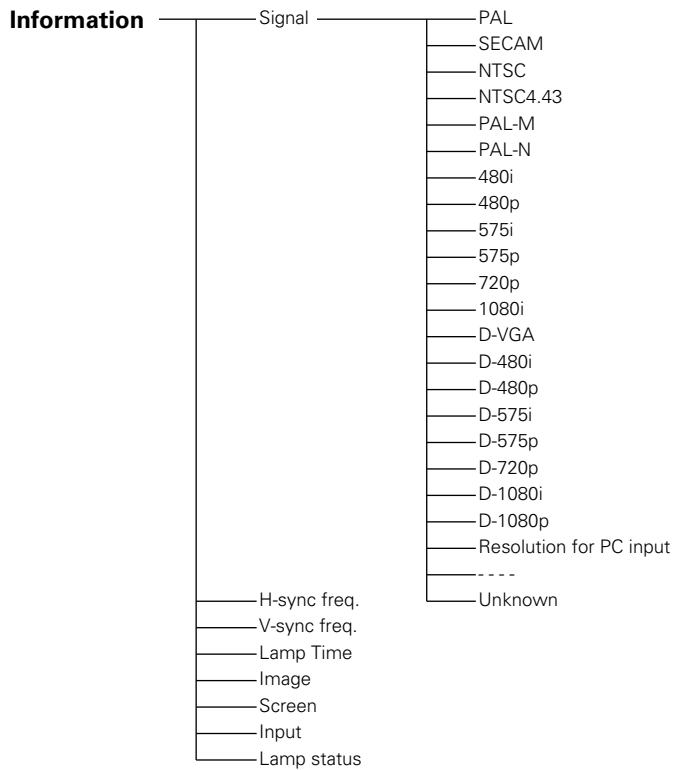 Information
Signal
PAL
SECAM
NTSC
NTSC4.43
PAL-M
PAL-N
480i
480p
575i
575p
720p
1080i
D-VGA
D-480i
D-480p
D-575i
D-575p
D-720p
D-1080i
D-1080p
Resolution for PC input
- - - -
Unknown
H-sync freq.
V-sync freq.
Lamp Time
Image
Screen
Input
Lamp status